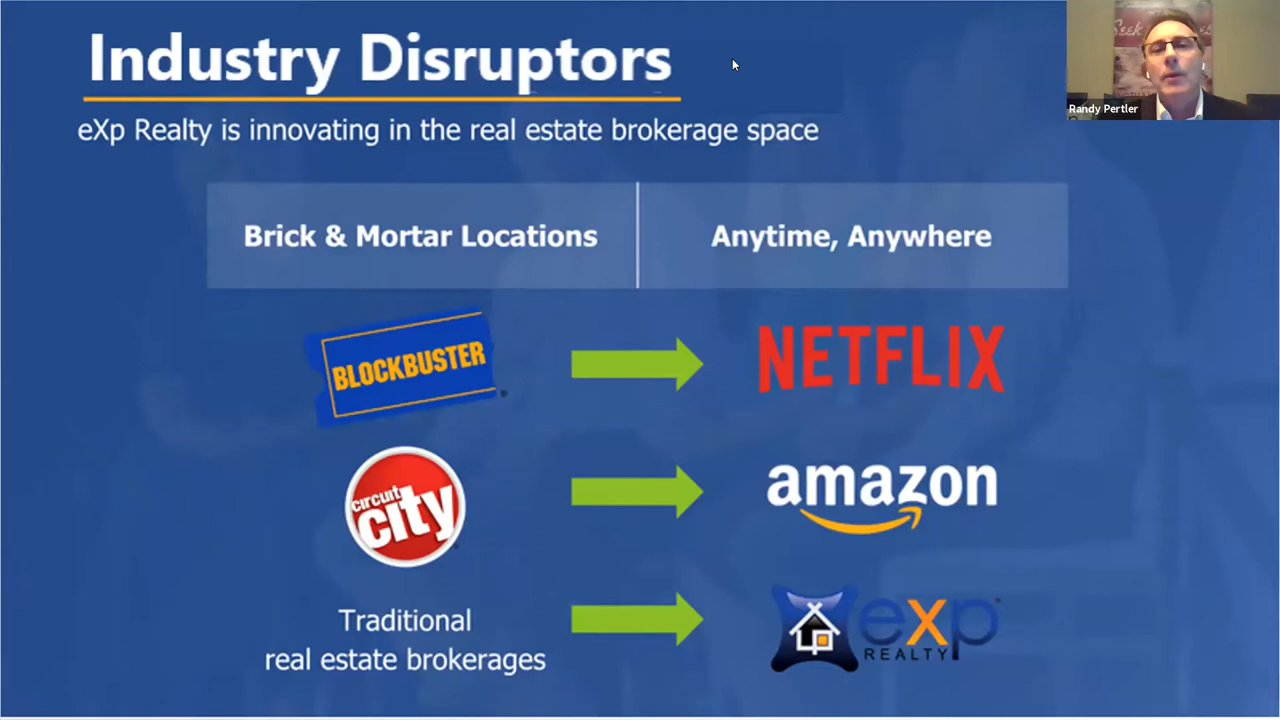 Industry Disruptors
eXp Realty is innovating in the real estate brokerage space
Randy Pertler
Brick & Mortar Locations
Anytime, Anywhere
BLOCKBUSTER
NETFLIX
circuit
city
amazon
Traditional
real estate brokerages
exp
REALTY